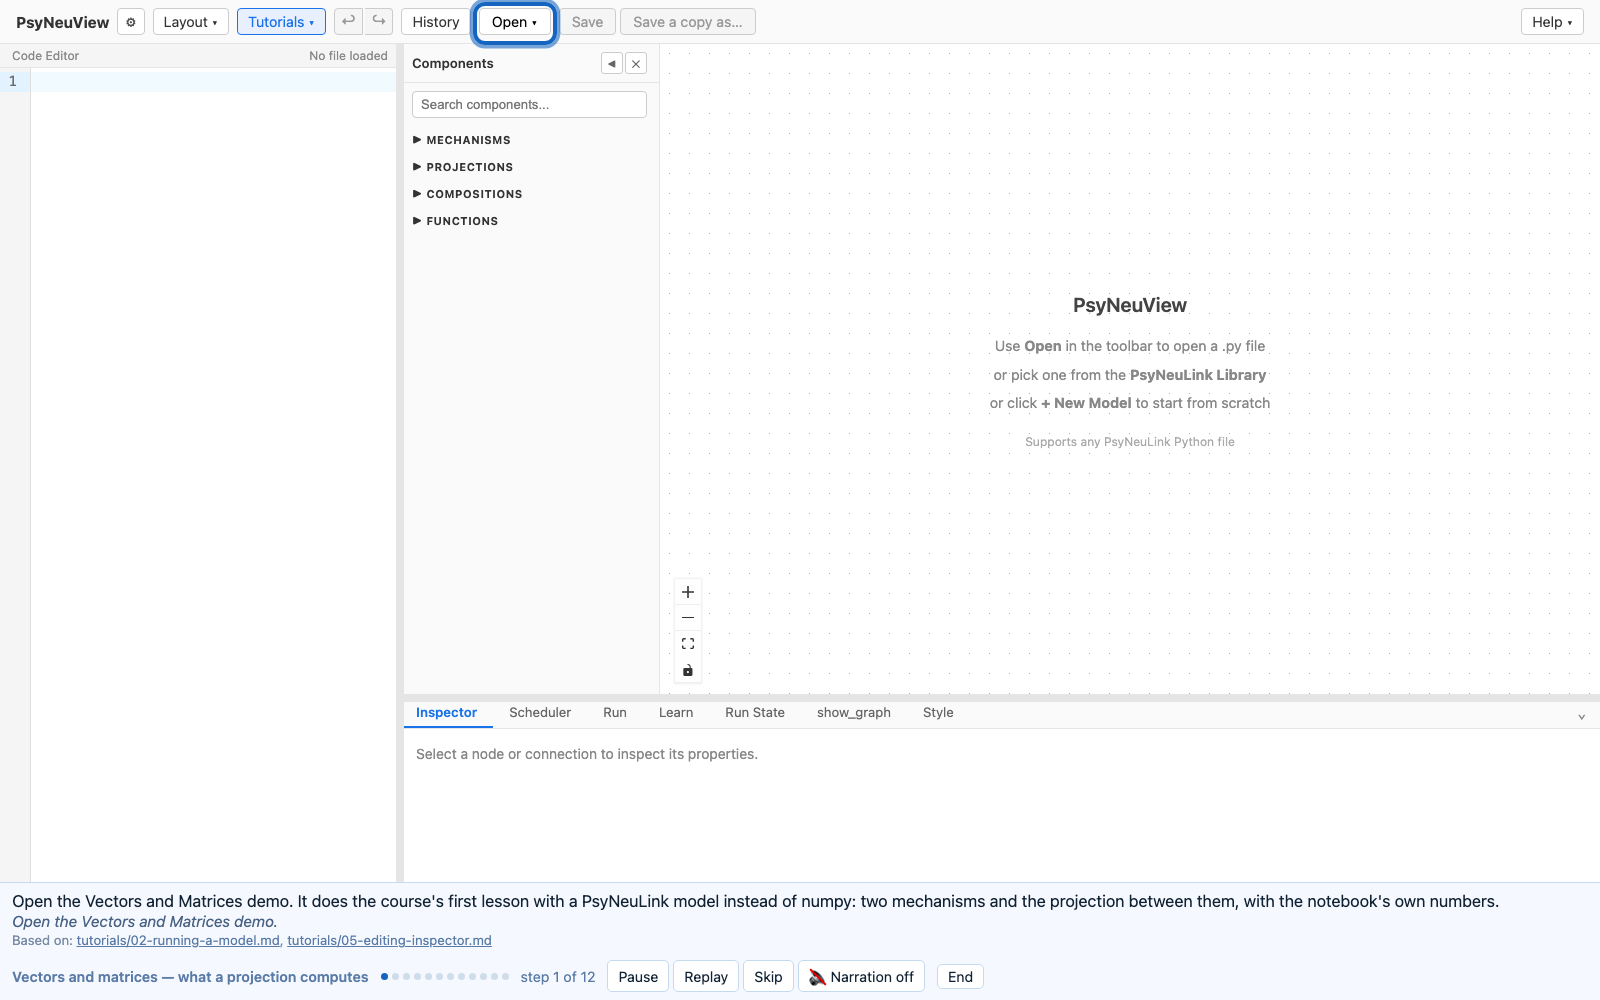 PsyNeuView
Layout ▾
Tutorials ▾
History
Open ▾
Save
Save a copy as...
Help ▾
Code Editor
No file loaded
1
Components
Search components...
MECHANISMS
PROJECTIONS
COMPOSITIONS
FUNCTIONS
PsyNeuView
Use Open in the toolbar to open a .py file
or pick one from the PsyNeuLink Library
or click + New Model to start from scratch
Supports any PsyNeuLink Python file
Inspector
Scheduler
Run
Learn
Run State
show_graph
Style
Select a node or connection to inspect its properties.
Open the Vectors and Matrices demo. It does the course's first lesson with a PsyNeuLink model instead of numpy: two mechanisms and the projection between them, with the notebook's own numbers.
Open the Vectors and Matrices demo.
Based on: tutorials/02-running-a-model.md, tutorials/05-editing-inspector.md
Vectors and matrices — what a projection computes
step 1 of 12
Pause
Replay
Skip
Narration off
End